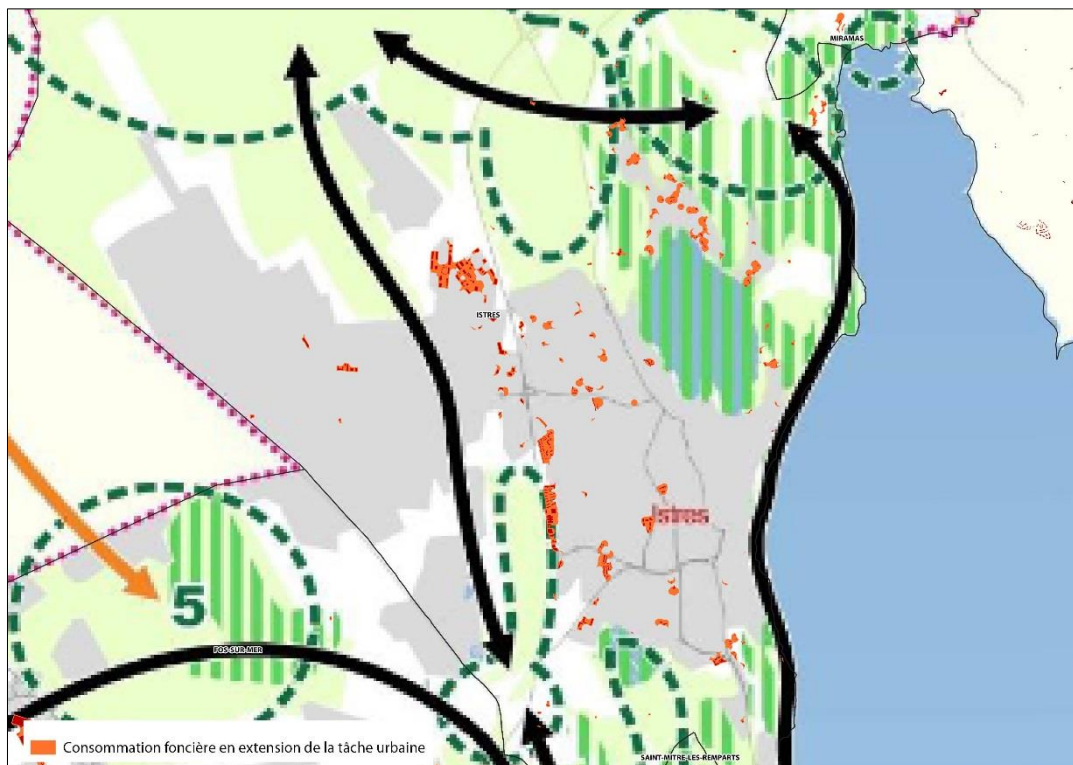 MIRAMAS
ISTRES
Istres
5
FOS-SUR-MER
Consommation foncière en extension de la tâche urbaine
SAINT-MITRE-LES-REMPARTS